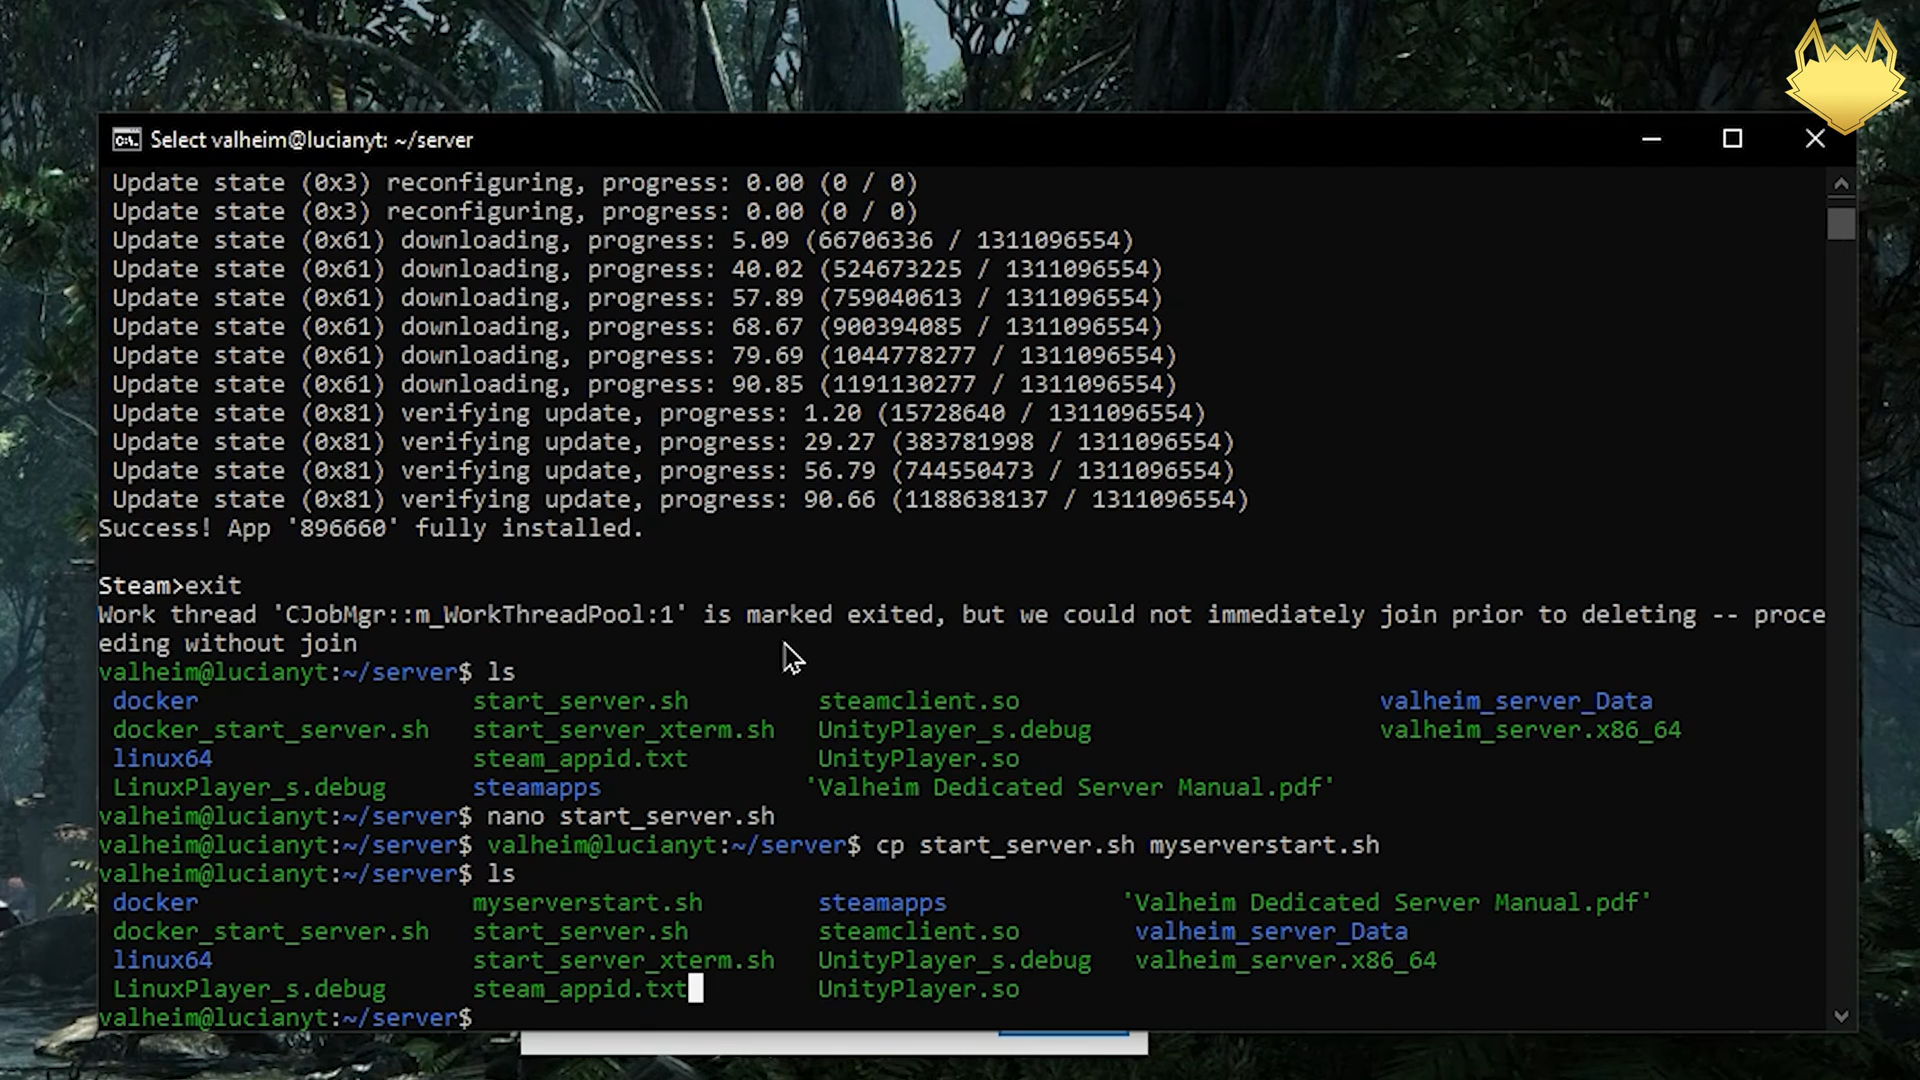 Select valheim@lucianyt: ~/server
Update state (0x3) reconfiguring, progress: 0.00 (0 / 0)
Update state (0x3) reconfiguring, progress: 0.00 (0 / 0)
Update state (0x61) downloading, progress: 5.09 (66706336 / 1311096554)
Update state (0x61) downloading, progress: 40.02 (524673225 / 1311096554)
Update state (0x61) downloading, progress: 57.89 (759040613 / 1311096554)
Update state (0x61) downloading, progress: 68.67 (900394085 / 1311096554)
Update state (0x61) downloading, progress: 79.69 (1044778277 / 1311096554)
Update state (0x61) downloading, progress: 90.85 (1191130277 / 1311096554)
Update state (0x81) verifying update, progress: 1.20 (15728640 / 1311096554)
Update state (0x81) verifying update, progress: 29.27 (383781998 / 1311096554)
Update state (0x81) verifying update, progress: 56.79 (744550473 / 1311096554)
Update state (0x81) verifying update, progress: 90.66 (1188638137 / 1311096554)
Success! App '896660' fully installed.
Steam>exit
Work thread 'CJobMgr::m_WorkThreadPool:1' is marked exited, but we could not immediately join prior to deleting -- proce
eding without join
valheim@lucianyt:~/server$ ls
docker start_server.sh steamclient.so valheim_server_Data
docker_start_server.sh start_server_xterm.sh UnityPlayer_s.debug valheim_server.x86_64
linux64 steam_appid.txt UnityPlayer.so
LinuxPlayer_s.debug steamapps 'Valheim Dedicated Server Manual.pdf'
valheim@lucianyt:~/server$ nano start_server.sh
valheim@lucianyt:~/server$ valheim@lucianyt:~/server$ cp start_server.sh myserverstart.sh
valheim@lucianyt:~/server$ ls
docker myserverstart.sh steamapps 'Valheim Dedicated Server Manual.pdf'
docker_start_server.sh start_server.sh steamclient.so valheim_server_Data
linux64 start_server_xterm.sh UnityPlayer_s.debug valheim_server.x86_64
LinuxPlayer_s.debug steam_appid.txt UnityPlayer.so
valheim@lucianyt:~/server$